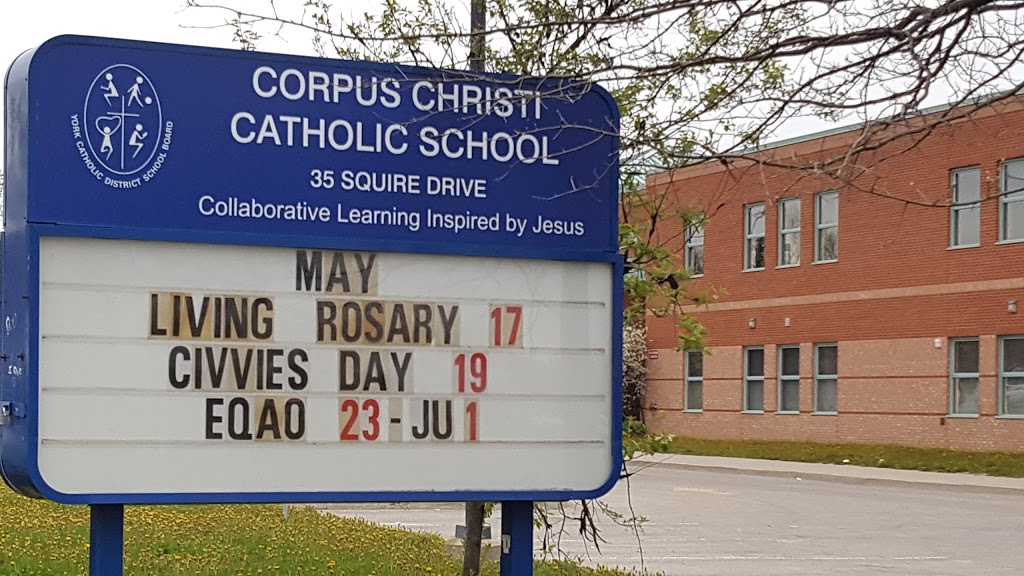 CORPUS CHRISTI
CATHOLIC SCHOOL
35 SQUIRE DRIVE
Collaborative Learning Inspired by Jesus
YORK CATHOLIC DISTRICT SCHOOL BOARD
MAY
LIVING ROSARY 17
CIVVIES DAY 19
EQAO 23 - JU 1